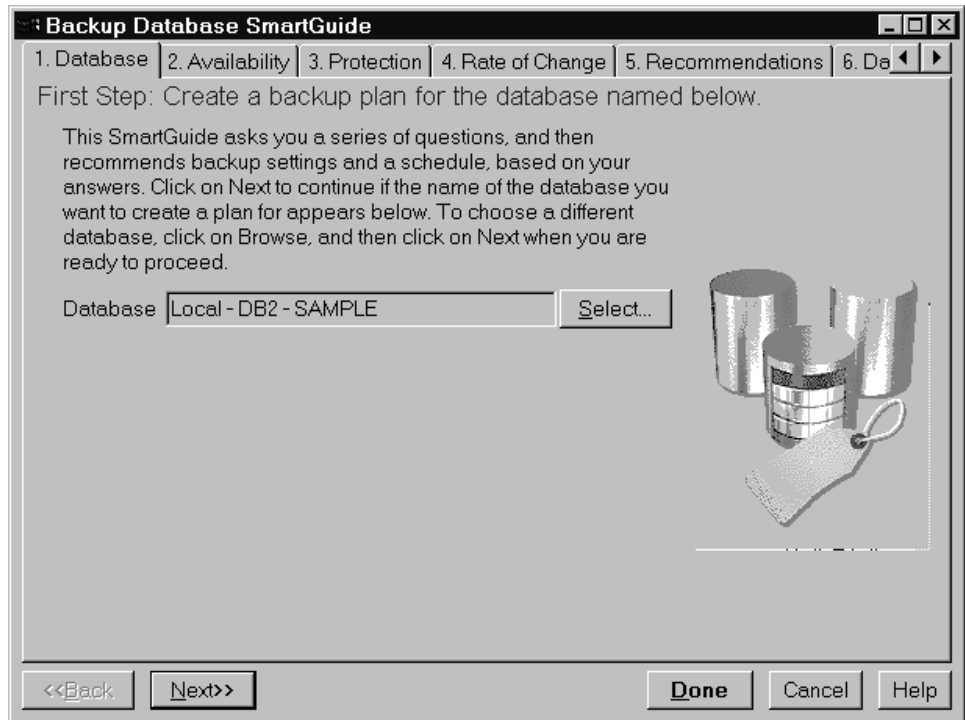 Backup Database SmartGuide
1. Database 2. Availability 3. Protection 4. Rate of Change 5. Recommendations 6. Da
First Step: Create a backup plan for the database named below.
This SmartGuide asks you a series of questions, and then
recommends backup settings and a schedule, based on your
answers. Click on Next to continue if the name of the database you
want to create a plan for appears below. To choose a different
database, click on Browse, and then click on Next when you are
ready to proceed.
Database Local - DB2 - SAMPLE Select...
<<Back Next>> Done Cancel Help